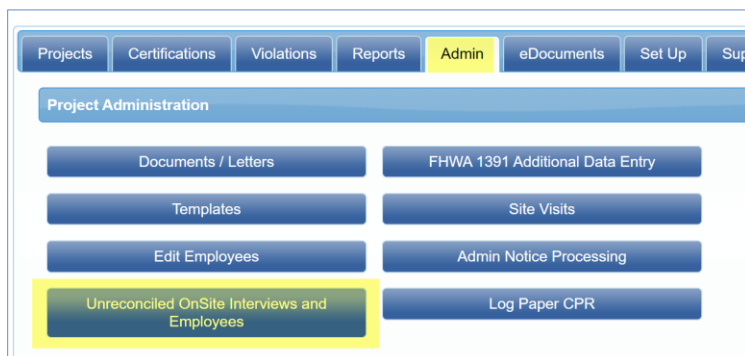 Projects Certifications Violations Reports Admin eDocuments Set Up
Project Administration
Documents / Letters FHWA 1391 Additional Data Entry
Templates Site Visits
Edit Employees Admin Notice Processing
Unreconciled OnSite Interviews and
Employees
Log Paper CPR